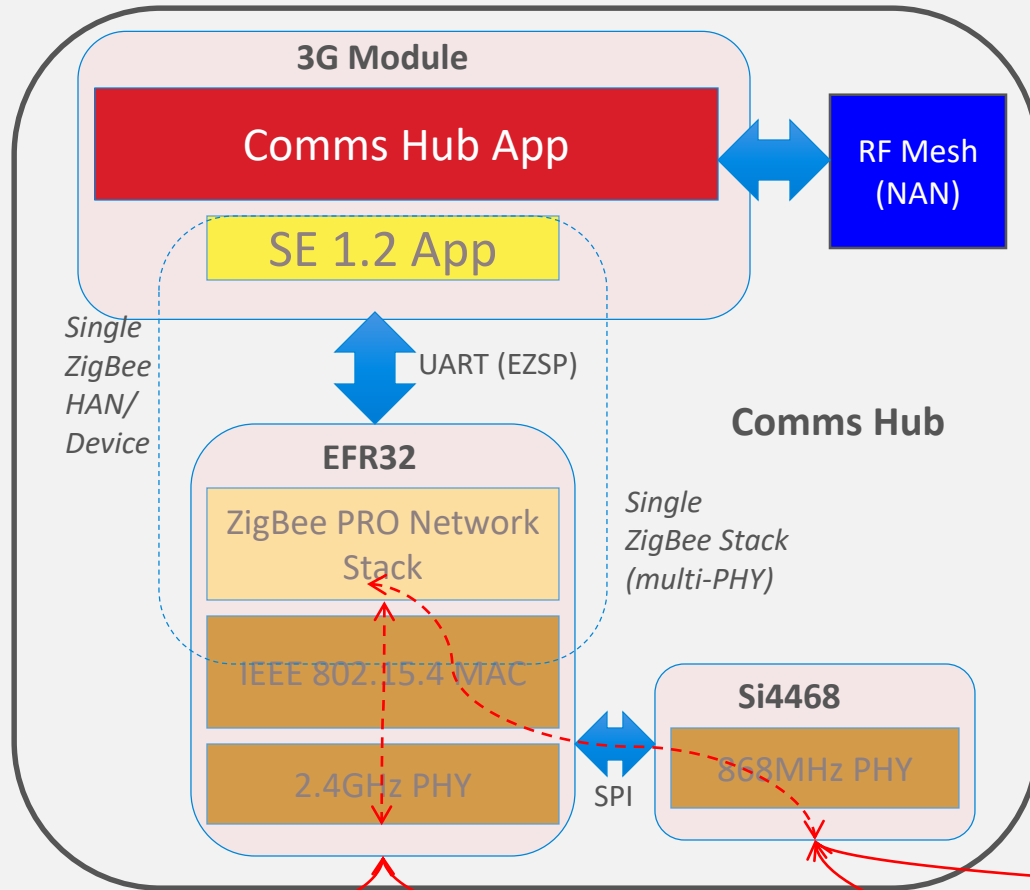 3G Module
Comms Hub App
RF Mesh
(NAN)
SE 1.2 App
Single
ZigBee
HAN/
Device
UART (EZSP)
Comms Hub
EFR32
ZigBee PRO Network
Stack
Single
ZigBee Stack
(multi-PHY)
IEEE 802.15.4 MAC
Si4468
2.4GHz PHY
868MHz PHY
SPI